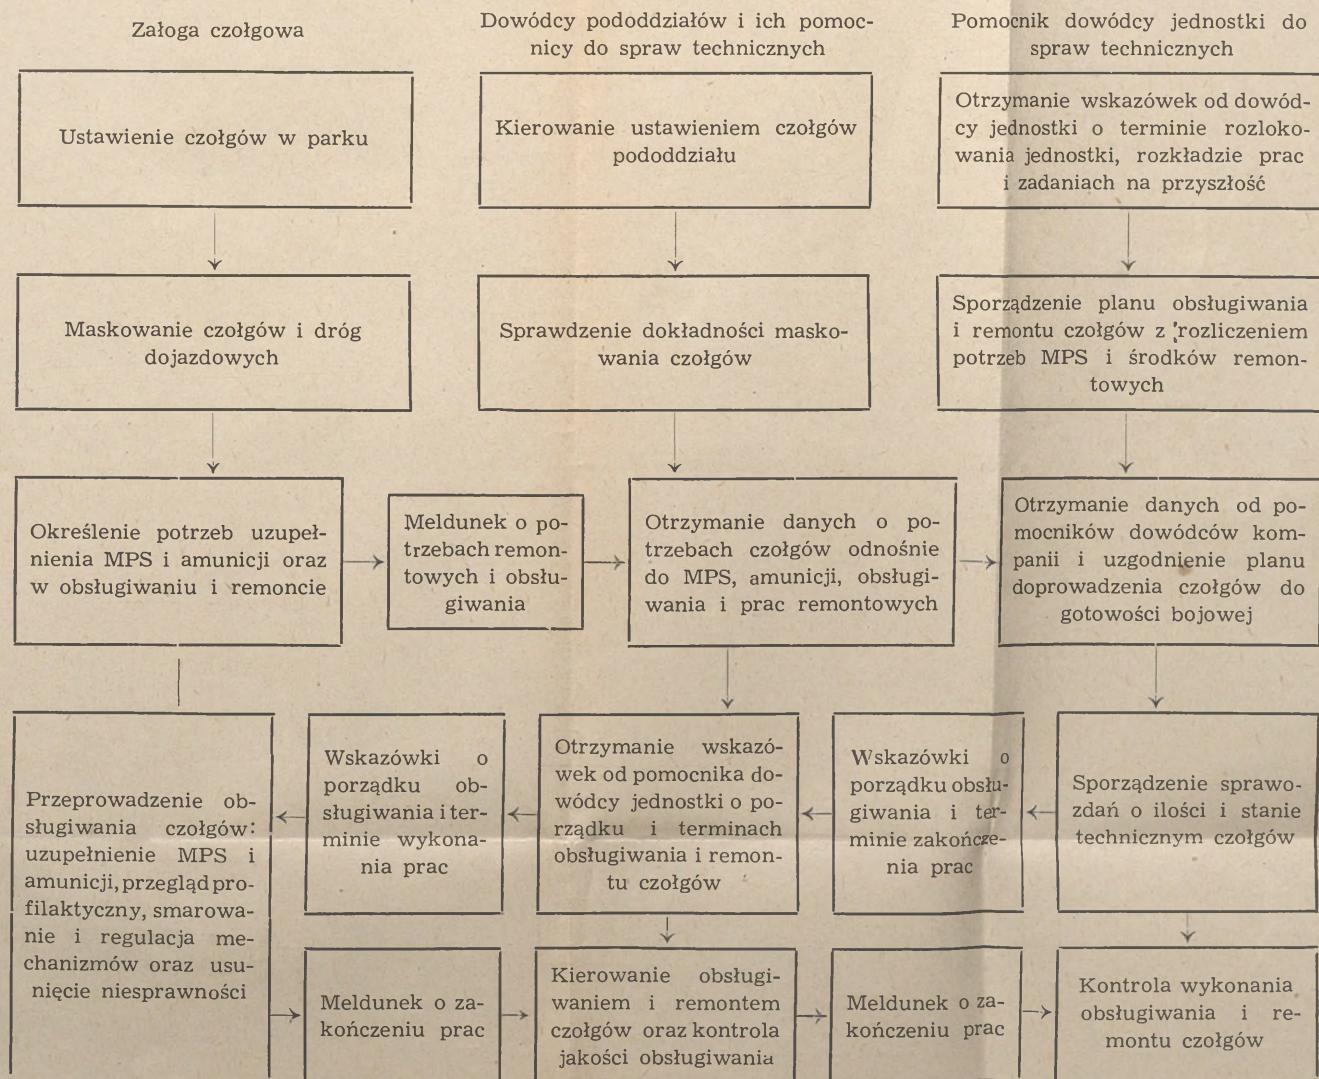 Załoga czołgowa
Dowódcy pododdziałów i ich pomoc-
nicy do spraw technicznych
Pomocnik dowódcy jednostki do
spraw technicznych
Ustawienie czołgów w parku
Kierowanie ustawieniem czołgów
pododdziału
Otrzymanie wskazówek od dowód-
cy jednostki o terminie rozloko-
wania jednostki, rozkładzie prac
i zadaniach na przyszłość
Maskowanie czołgów i dróg
dojazdowych
Sprawdzenie dokładności masko-
wania czołgów
Sporządzenie planu obsługiwania
i remontu czołgów z rozliczeniem
potrzeb MPS i środków remon-
towych
Określenie potrzeb uzupeł-
nienia MPS i amunicji oraz
w obsługiwaniu i remoncie
Meldunek o po-
trzebach remon-
towych i obsłu-
giwania
Otrzymanie danych o po-
trzebach czołgów odnośnie
do MPS, amunicji, obsługi-
wania i prac remontowych
Otrzymanie danych od po-
mocników dowódców kom-
panii i uzgodnienie planu
doprowadzenia czołgów do
gotowości bojowej
Przeprowadzenie ob-
sługiwania czołgów:
uzupełnienie MPS i
amunicji, przegląd pro-
filaktyczny, smarowa-
nie i regulacja me-
chanizmów oraz usu-
nięcie niesprawności
Wskazówki o
porządku ob-
sługiwania i ter-
minie wykona-
nia prac
Otrzymanie wskazó-
wek od pomocnika do-
wódcy jednostki o po-
rządku i terminach
obsługiwania i remon-
tu czołgów
Wskazówki o
porządku obsłu-
giwania i ter-
minie zakończe-
nia prac
Sporządzenie sprawo-
zdań o ilości i stanie
technicznym czołgów
Meldunek o za-
kończeniu prac
Kierowanie obsługi-
waniem i remontem
czołgów oraz kontrola
jakości obsługiwania
Meldunek o za-
kończeniu prac
Kontrola wykonania
obsługiwania i re-
montu czołgów